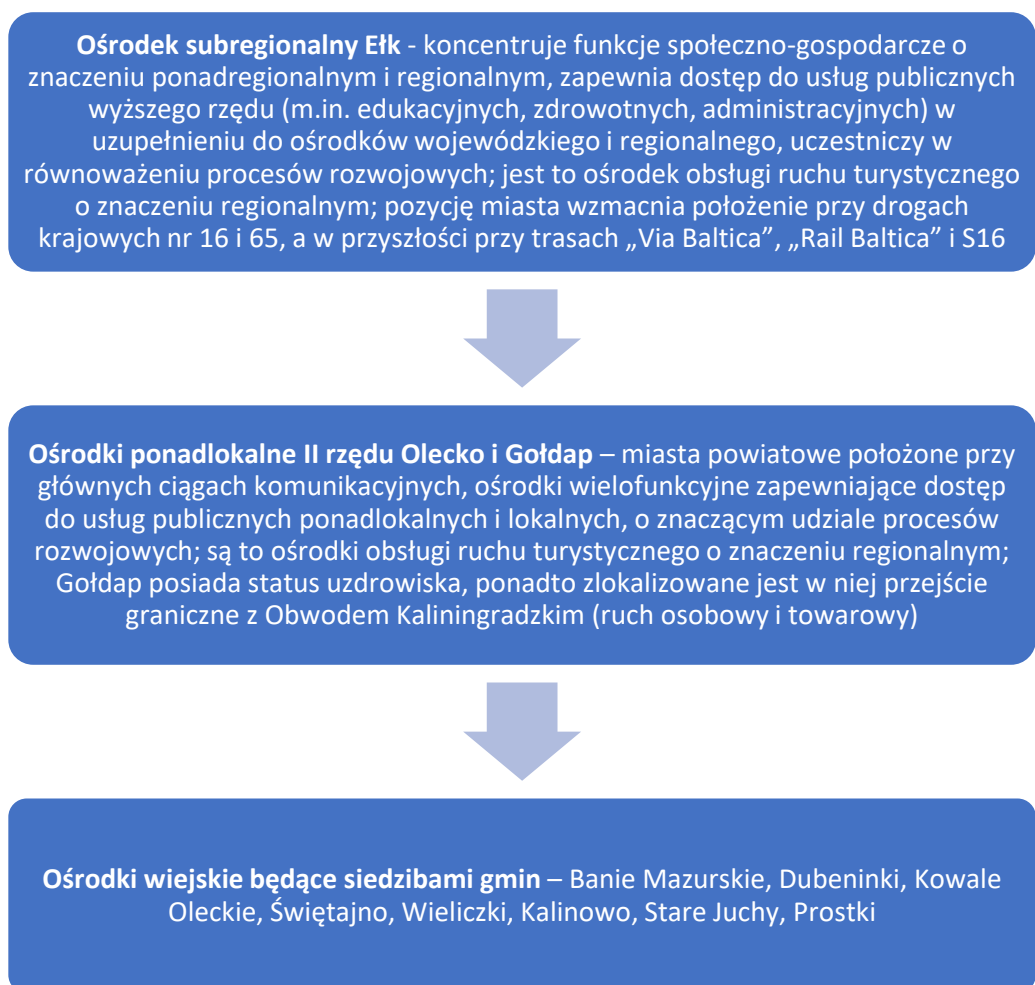 Ośrodek subregionalny Ełk - koncentruje funkcje społeczno-gospodarcze o
znaczeniu ponadregionalnym i regionalnym, zapewnia dostęp do usług publicznych
wyższego rzędu (m.in. edukacyjnych, zdrowotnych, administracyjnych) w
uzupełnieniu do ośrodków wojewódzkiego i regionalnego, uczestniczy w
równoważeniu procesów rozwojowych; jest to ośrodek obsługi ruchu turystycznego
o znaczeniu regionalnym; pozycję miasta wzmacnia położenie przy drogach
krajowych nr 16 i 65, a w przyszłości przy trasach „Via Baltica”, „Rail Baltica” i S16
Ośrodki ponadlokalne II rzędu Olecko i Gołdap – miasta powiatowe położone przy
głównych ciągach komunikacyjnych, ośrodki wielofunkcyjne zapewniające dostęp
do usług publicznych ponadlokalnych i lokalnych, o znaczącym udziale procesów
rozwojowych; są to ośrodki obsługi ruchu turystycznego o znaczeniu regionalnym;
Gołdap posiada status uzdrowiska, ponadto zlokalizowane jest w niej przejście
graniczne z Obwodem Kaliningradzkim (ruch osobowy i towarowy)
Ośrodki wiejskie będące siedzibami gmin – Banie Mazurskie, Dubeninki, Kowale
Oleckie, Świętajno, Wieliczki, Kalinowo, Stare Juchy, Prostki